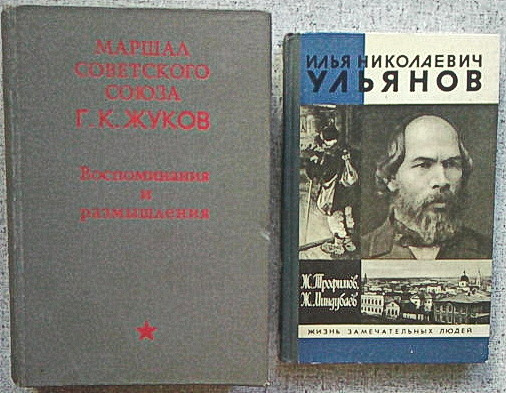 МАРШАЛ
СОВЕТСКОГО
СОЮЗА
Г. К. ЖУКОВ
Воспоминания
и
размышления
ИЛЬЯ НИКОЛАЕВИЧ
УЛЬЯНОВ
Ж. Трофимов,
Ж. Миндубаев
ЖИЗНЬ ЗАМЕЧАТЕЛЬНЫХ ЛЮДЕЙ